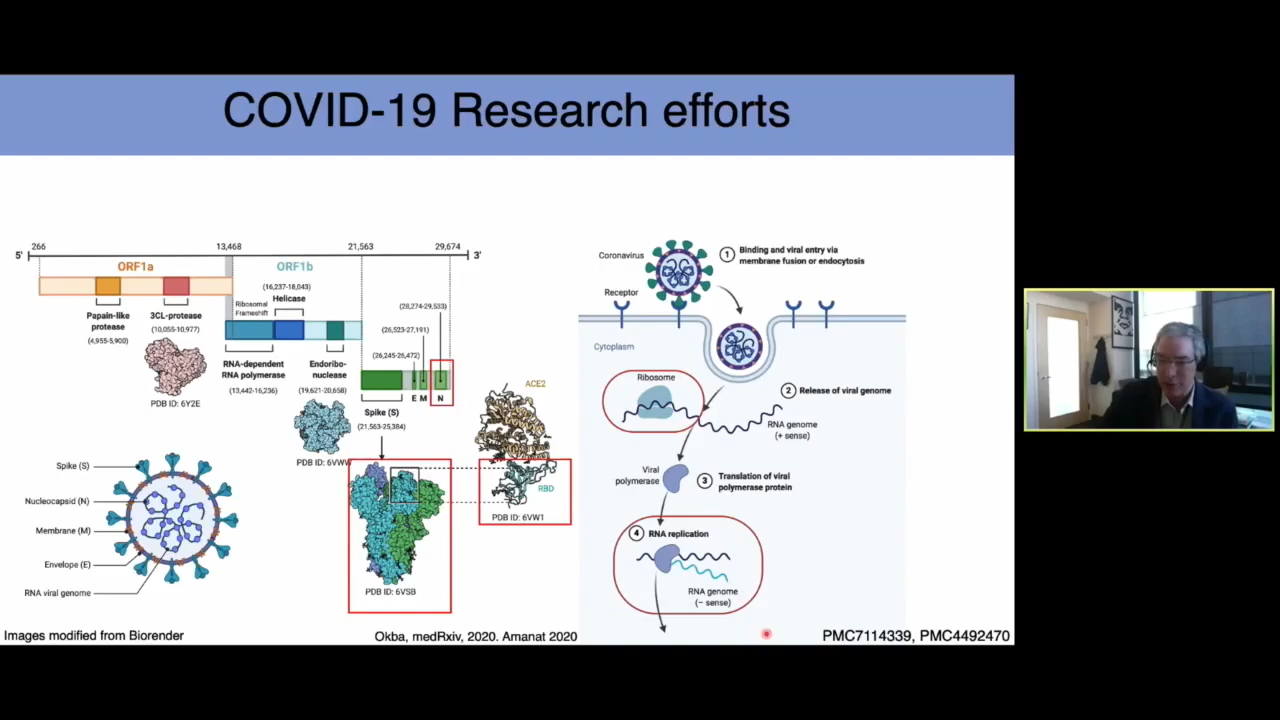 COVID-19 Research efforts
266
13,468
21,563
29,674
5'
3'
ORF1a
ORF1b
(16,237-18,043)
Helicase
Ribosomal
Frameshift
(28,274-29,533)
(26,523-27,191)
(26,245-26,472)
Papain-like
protease
(4,955-5,900)
3CL-protease
(10,055-10,977)
PDB ID: 6Y2E
RNA-dependent
RNA polymerase
(13,442-16,236)
Endoribo-
nuclease
(19,621-20,658)
PDB ID: 6VWW
E M N
Spike (S)
(21,563-25,384)
ACE2
RBD
PDB ID: 6VW1
PDB ID: 6VSB
Spike (S)
Nucleocapsid (N)
Membrane (M)
Envelope (E)
RNA viral genome
Images modified from Biorender
Okba, medRxiv, 2020. Amanat 2020
Coronavirus
1 Binding and viral entry via
membrane fusion or endocytosis
Receptor
Cytoplasm
Ribosome
2 Release of viral genome
RNA genome
(+ sense)
Viral
polymerase
3 Translation of viral
polymerase protein
4 RNA replication
RNA genome
(− sense)
PMC7114339, PMC4492470